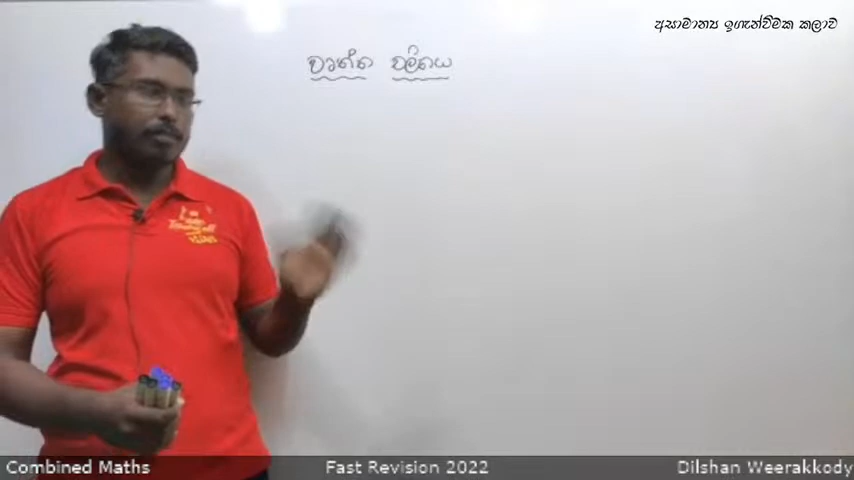 අසාමාන්‍ය ඉගැන්වීමක කලාව
වෘත්ත චලිතය
Combined Maths Fast Revision 2022 Dilshan Weerakkody